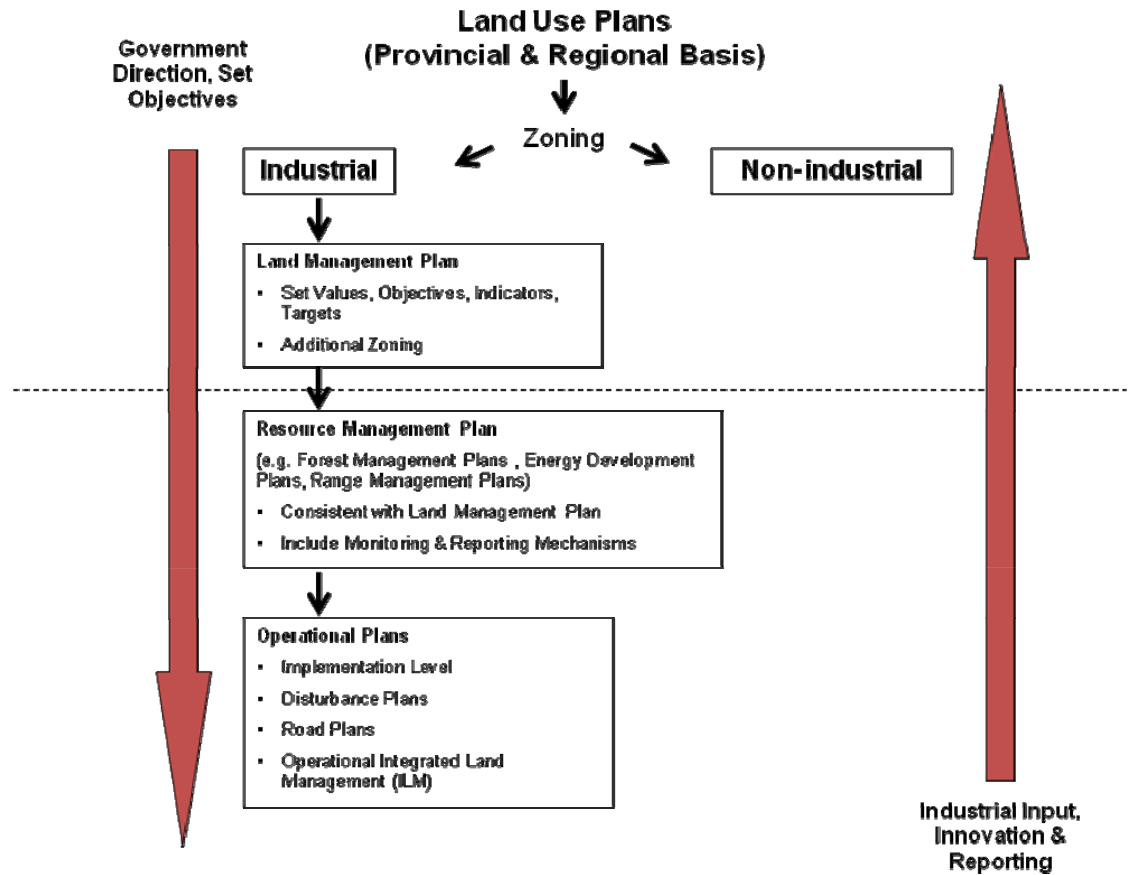 Land Use Plans
(Provincial & Regional Basis)
Government
Direction, Set
Objectives
Zoning
Industrial
Non-industrial
Land Management Plan
▪ Set Values, Objectives, Indicators,
Targets
▪ Additional Zoning
Resource Management Plan
(e.g. Forest Management Plans , Energy Development
Plans, Range Management Plans)
▪ Consistent with Land Management Plan
▪ Include Monitoring & Reporting Mechanisms
Operational Plans
▪ Implementation Level
▪ Disturbance Plans
▪ Road Plans
▪ Operational Integrated Land
Management (ILM)
Industrial Input,
Innovation &
Reporting